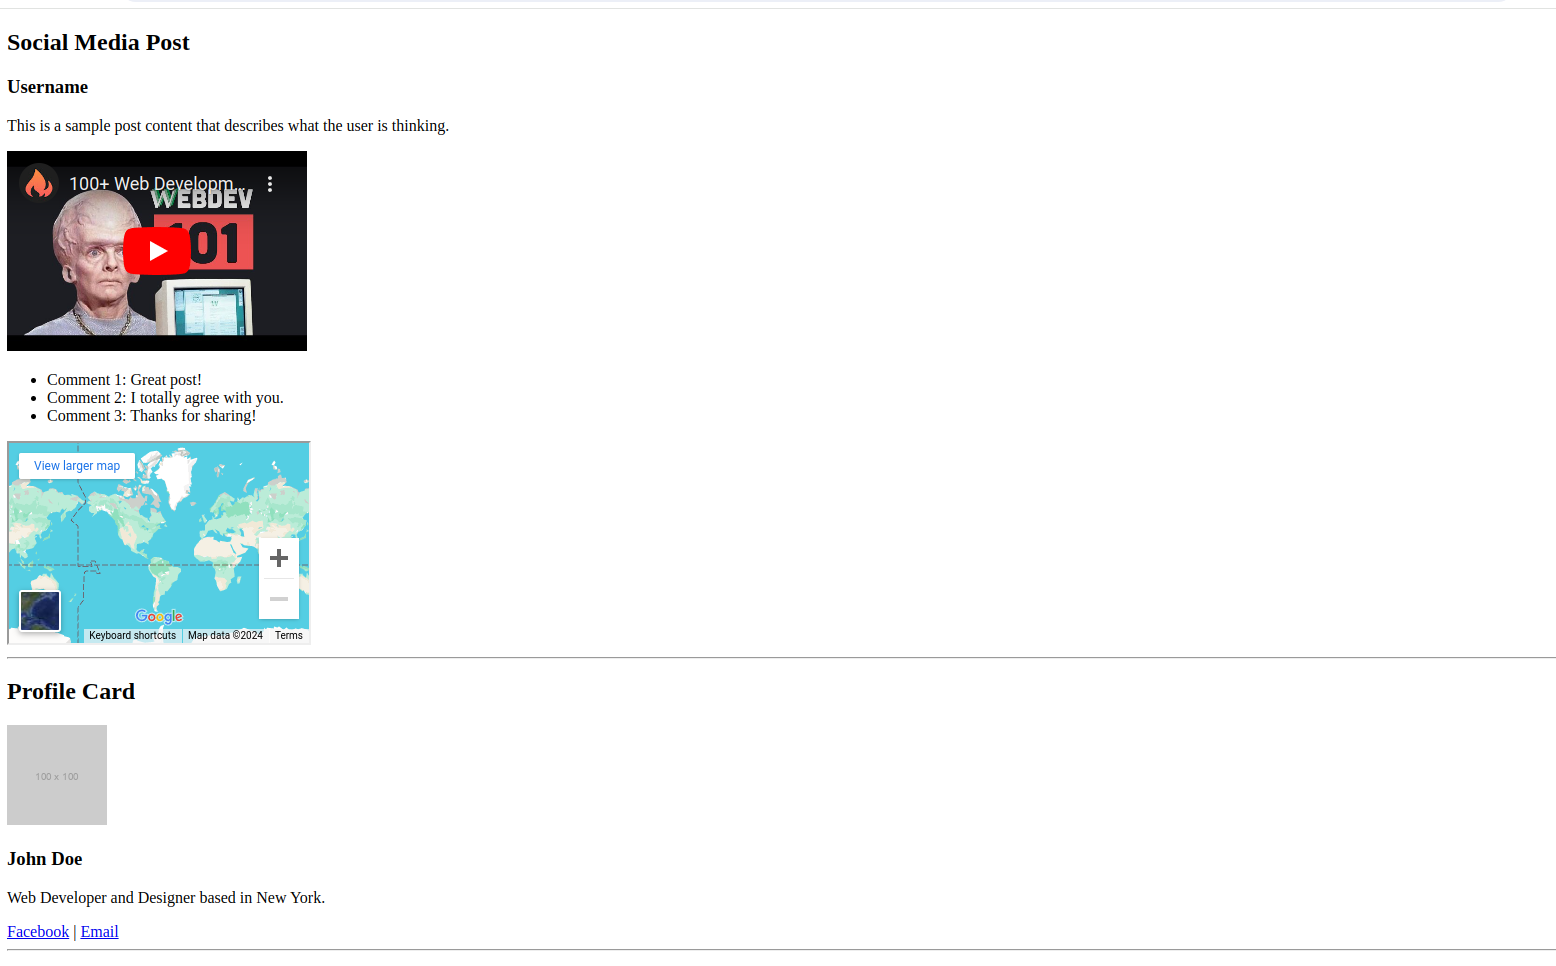 Social Media Post
Username
This is a sample post content that describes what the user is thinking.
100+ Web Developm...
WEBDEV
101
Comment 1: Great post!
Comment 2: I totally agree with you.
Comment 3: Thanks for sharing!
View larger map
Google
Keyboard shortcuts Map data ©2024 Terms
Profile Card
100 x 100
John Doe
Web Developer and Designer based in New York.
Facebook | Email